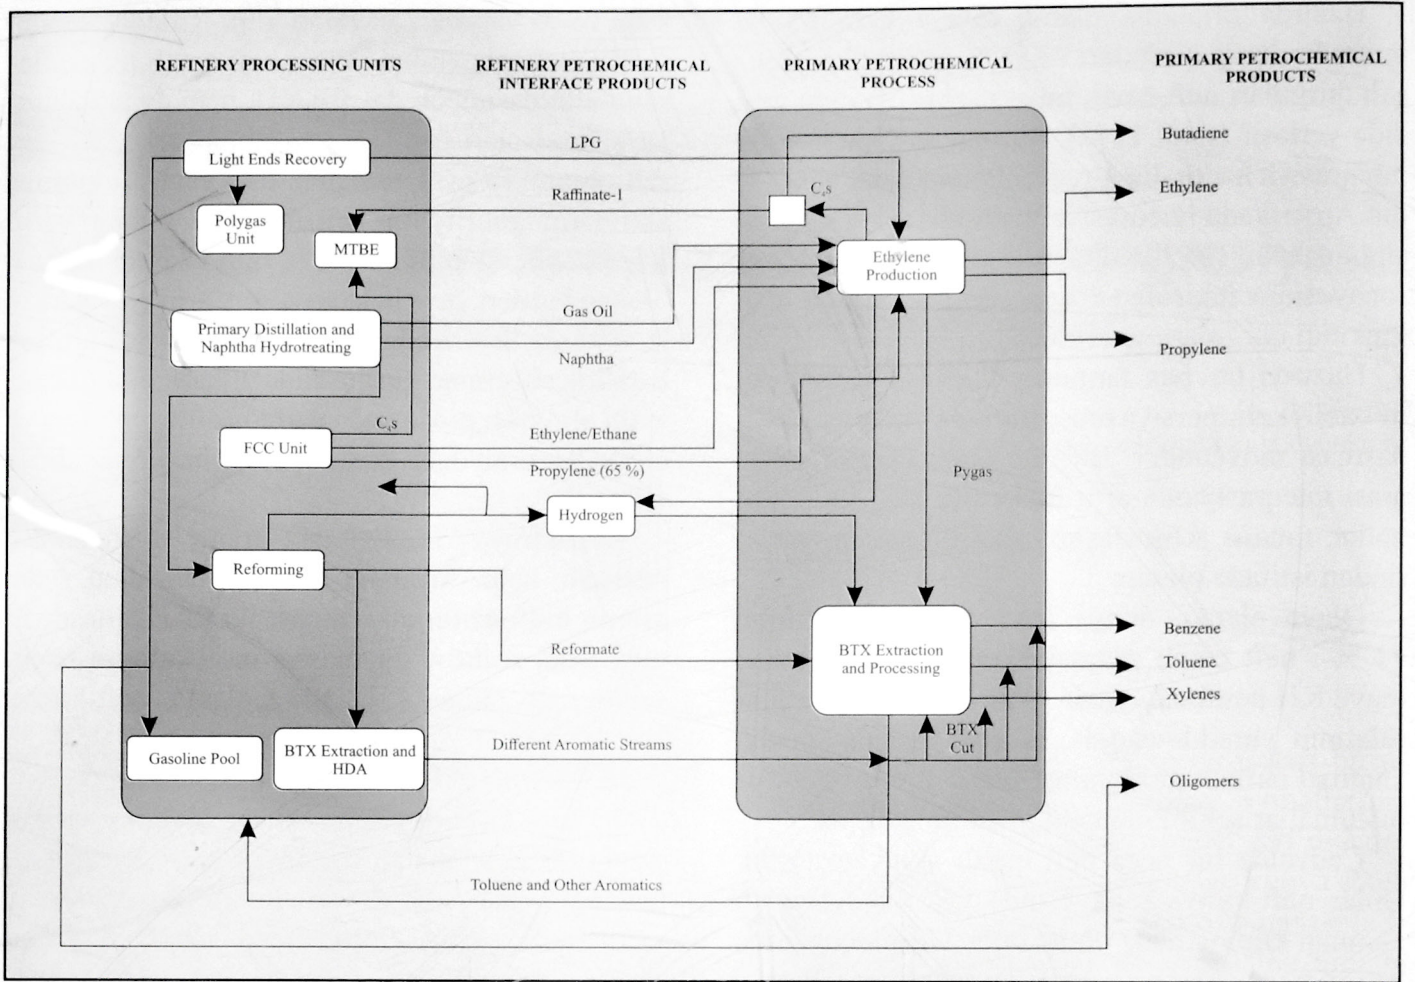 REFINERY PROCESSING UNITS
REFINERY PETROCHEMICAL
INTERFACE PRODUCTS
PRIMARY PETROCHEMICAL
PROCESS
PRIMARY PETROCHEMICAL
PRODUCTS
Light Ends Recovery
Polygas
Unit
MTBE
Primary Distillation and
Naphtha Hydrotreating
C₄s
FCC Unit
Reforming
Gasoline Pool
BTX Extraction and
HDA
LPG
Raffinate-1
Gas Oil
Naphtha
Ethylene/Ethane
Propylene (65 %)
Hydrogen
Reformate
Different Aromatic Streams
Toluene and Other Aromatics
C₄s
Ethylene
Production
Pygas
BTX Extraction
and Processing
BTX
Cut
Butadiene
Ethylene
Propylene
Benzene
Toluene
Xylenes
Oligomers